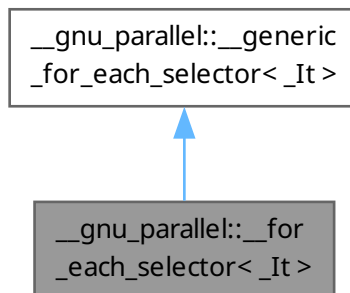 __gnu_parallel::__generic
_for_each_selector< _It >
__gnu_parallel::__for
_each_selector< _It >